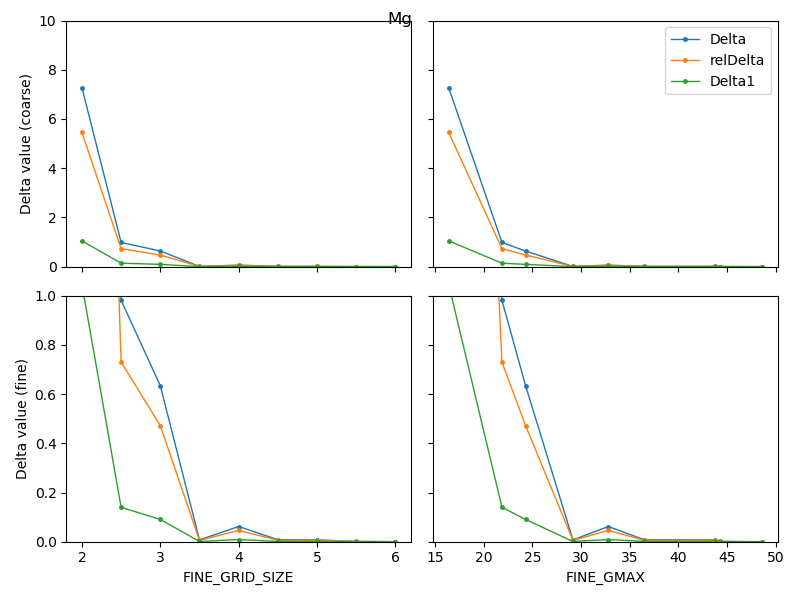 Mg
Delta value (coarse)
10
8
6
4
2
0
Delta
relDelta
Delta1
Delta value (fine)
1.0
0.8
0.6
0.4
0.2
0.0
2 3 4 5 6
FINE_GRID_SIZE
15 20 25 30 35 40 45 50
FINE_GMAX